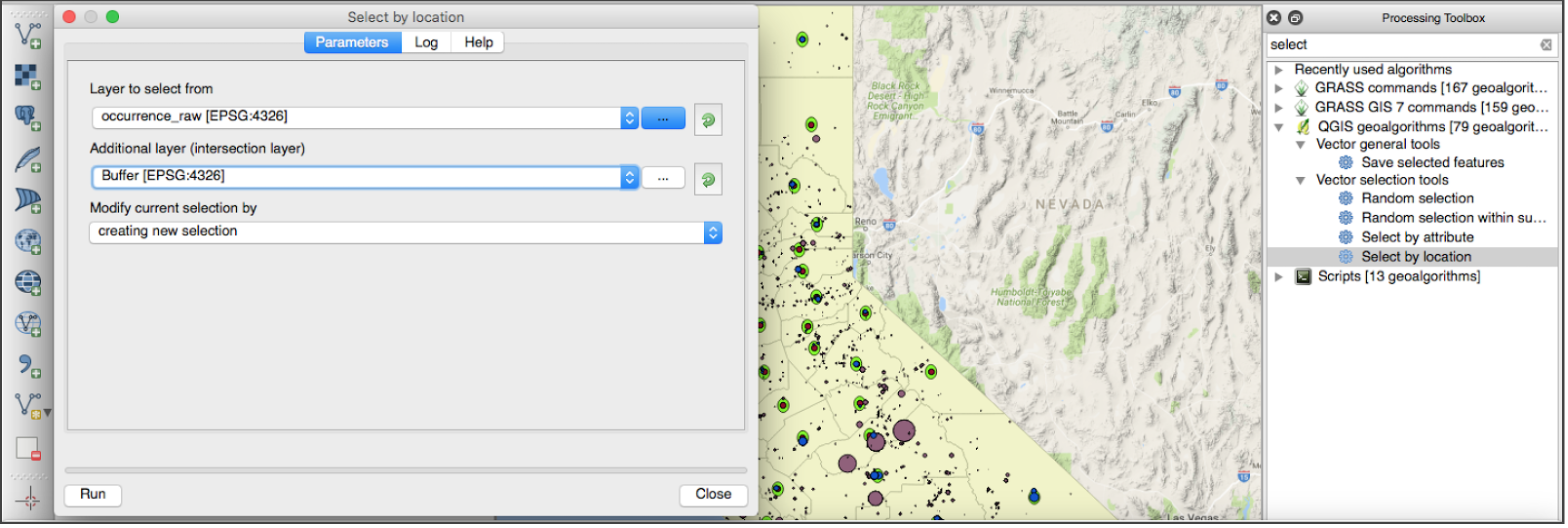 Select by location
Parameters Log Help
Layer to select from
occurrence_raw [EPSG:4326]
...
Additional layer (intersection layer)
Buffer [EPSG:4326]
...
Modify current selection by
creating new selection
Run
Close
Black Rock
Desert - High
Rock Canyon
Emigrant...
Winnemucca
Elko
Battle
Mountain
Carlin
80
80
80
80
Reno
80
NEVADA
Ely
arson City
Humboldt-Toiyabe
National Forest
15
Las Vegas
Processing Toolbox
select
Recently used algorithms
GRASS commands [167 geoalgorit...
GRASS GIS 7 commands [159 geo...
QGIS geoalgorithms [79 geoalgorit...
Vector general tools
Save selected features
Vector selection tools
Random selection
Random selection within su...
Select by attribute
Select by location
Scripts [13 geoalgorithms]